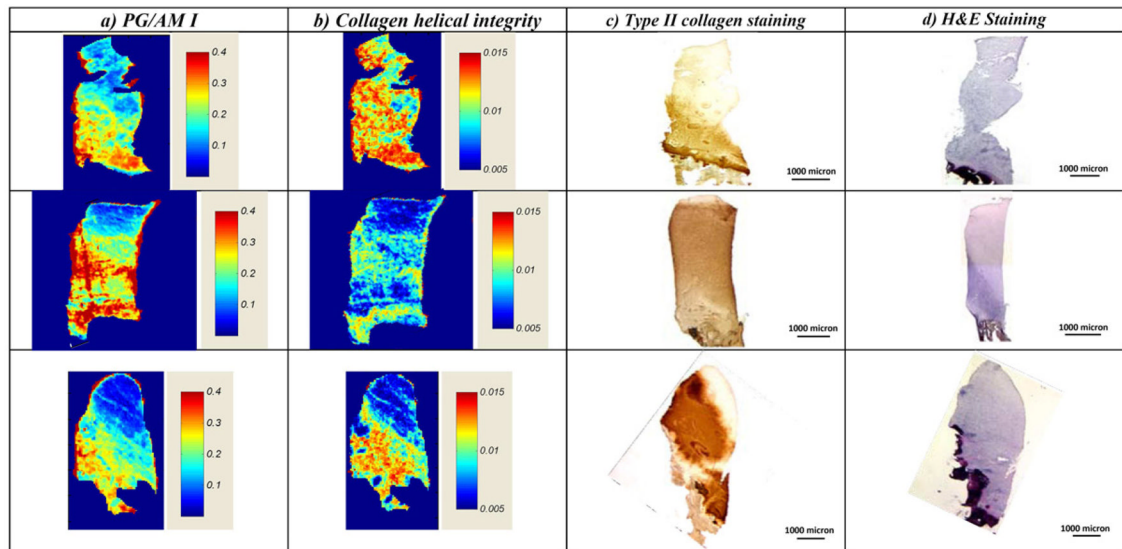 a) PG/AM I
b) Collagen helical integrity
c) Type II collagen staining
d) H&E Staining
0.4
0.3
0.2
0.1
0.015
0.01
0.005
1000 micron
1000 micron
0.4
0.3
0.2
0.1
0.015
0.01
0.005
1000 micron
1000 micron
0.4
0.3
0.2
0.1
0.015
0.01
0.005
1000 micron
1000 micron